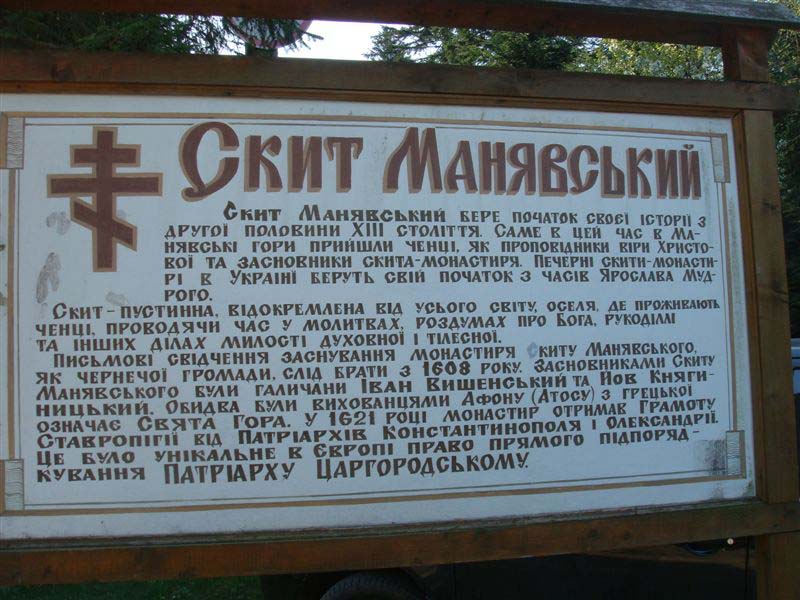 Скит Манявський
Скит Манявський бере початок своєї історії з
другої половини XIII століття. Саме в цей час в Ма-
нявські гори прийшли ченці, як проповідники віри Христо-
вої та засновники скита-монастиря. Печерні скити-монасти-
рі в Україні беруть свій початок з часів Ярослава Муд-
рого.
Скит - пустинна, відокремлена від усього світу, оселя, де проживають
ченці, проводячи час у молитвах, роздумах про Бога, рукоділлі
та інших ділах милості духовної і тілесної.
Письмові свідчення заснування монастиря Скиту Манявського,
як чернечої громади, слід брати з 1608 року. Засновниками Скиту
Манявського були галичани Іван Вишенський та Йов Княги-
ницький. Обидва були вихованцями Афону (Атосу) з грецької
означає Свята Гора. У 1621 році монастир отримав Грамоту
Ставропігії від Патріархів Константинополя і Олександрії.
Це було унікальне в Європі право прямого підпоряд-
кування Патріарху Царгородському.